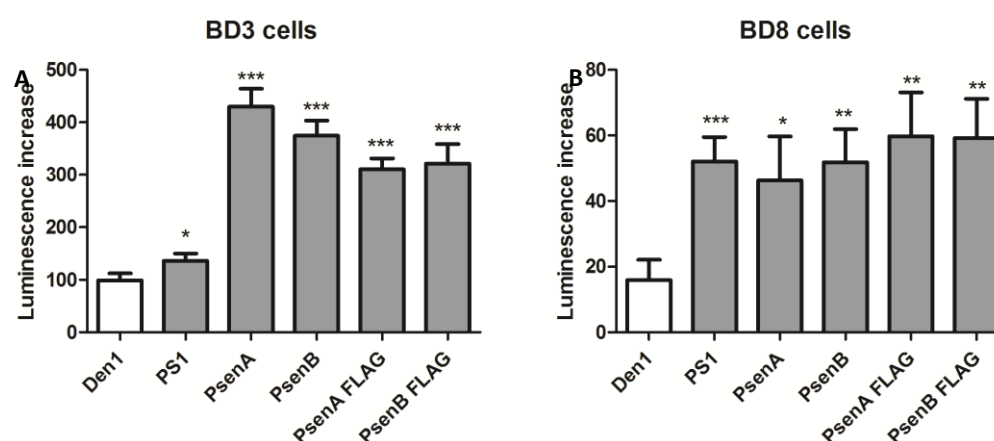 BD3 cells
A
Luminescence increase
500
400
300
200
100
0
*
***
***
***
***
Den1
PS1
PsenA
PsenB
PsenA FLAG
PsenB FLAG
BD8 cells
B
Luminescence increase
80
60
40
20
0
***
*
**
**
**
Den1
PS1
PsenA
PsenB
PsenA FLAG
PsenB FLAG